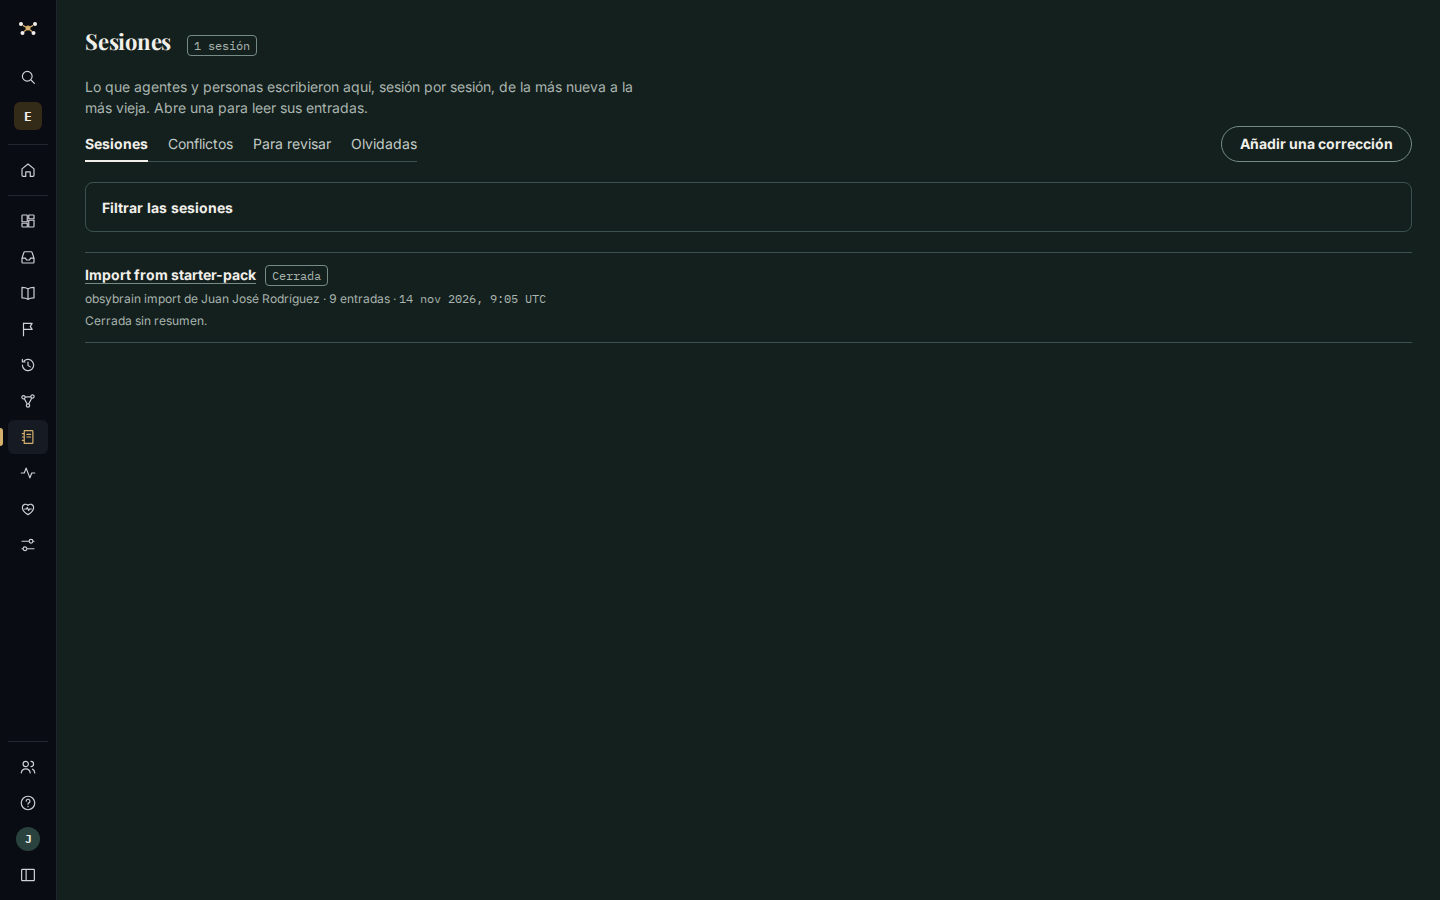 Sesiones
1 sesión
Lo que agentes y personas escribieron aquí, sesión por sesión, de la más nueva a la
más vieja. Abre una para leer sus entradas.
E
Sesiones Conflictos Para revisar Olvidadas
Añadir una corrección
Filtrar las sesiones
Import from starter-pack Cerrada
obsybrain import de Juan José Rodríguez · 9 entradas · 14 nov 2026, 9:05 UTC
Cerrada sin resumen.
J